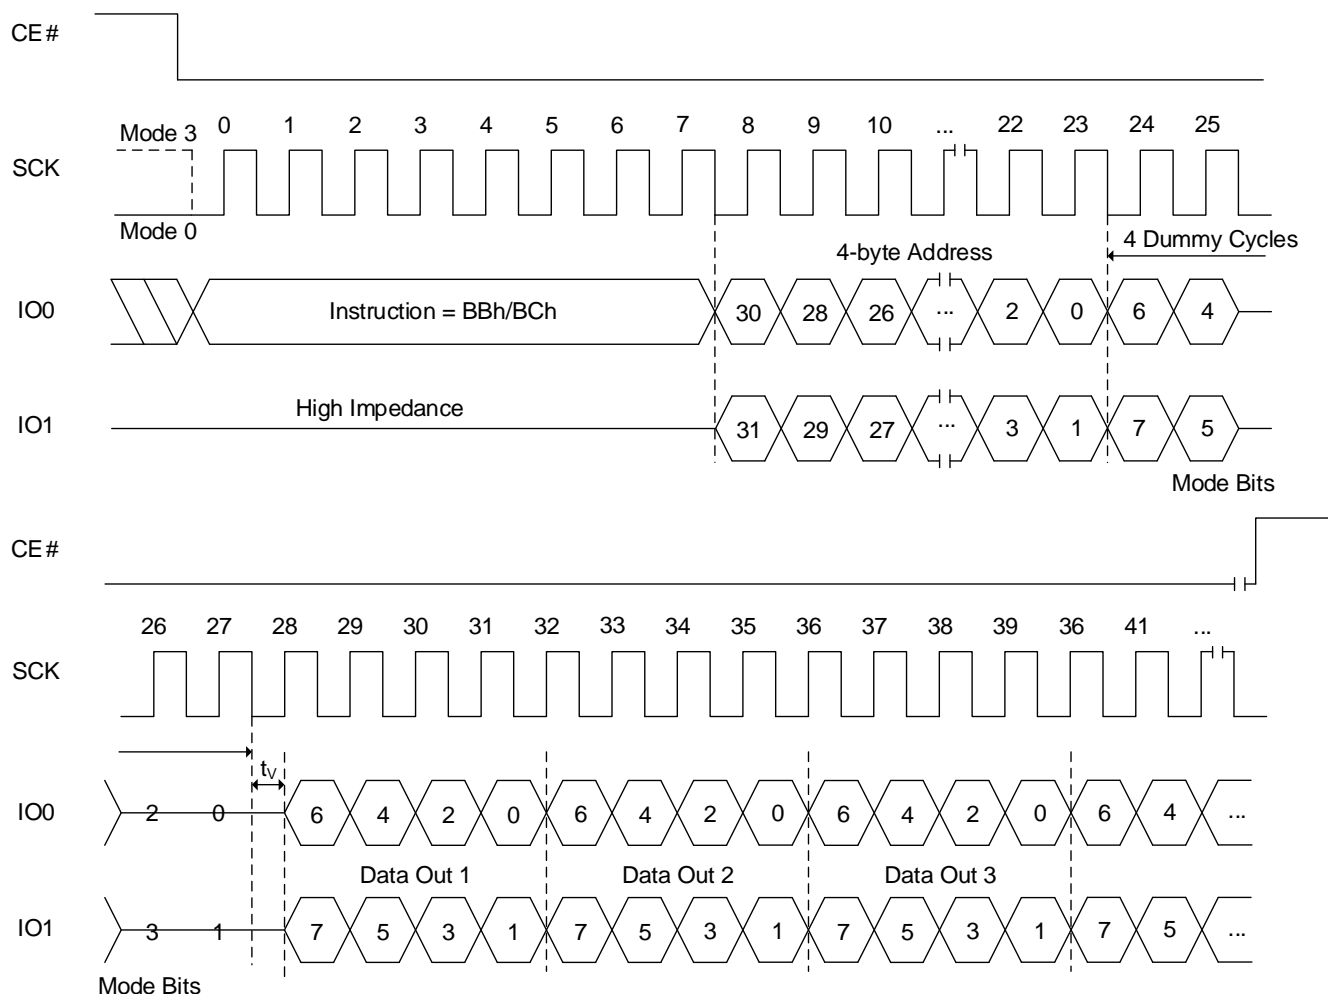 CE#
Mode 3 0 1 2 3 4 5 6 7 8 9 10 ... 22 23 24 25
SCK
Mode 0
4-byte Address 4 Dummy Cycles
IO0 Instruction = BBh/BCh 30 28 26 ... 2 0 6 4
High Impedance
IO1 31 29 27 ... 3 1 7 5
Mode Bits
CE#
26 27 28 29 30 31 32 33 34 35 36 37 38 39 36 41 ...
SCK
tV
IO0 2 0 6 4 2 0 6 4 2 0 6 4 2 0 6 4 ...
Data Out 1 Data Out 2 Data Out 3
IO1 3 1 7 5 3 1 7 5 3 1 7 5 3 1 7 5 ...
Mode Bits